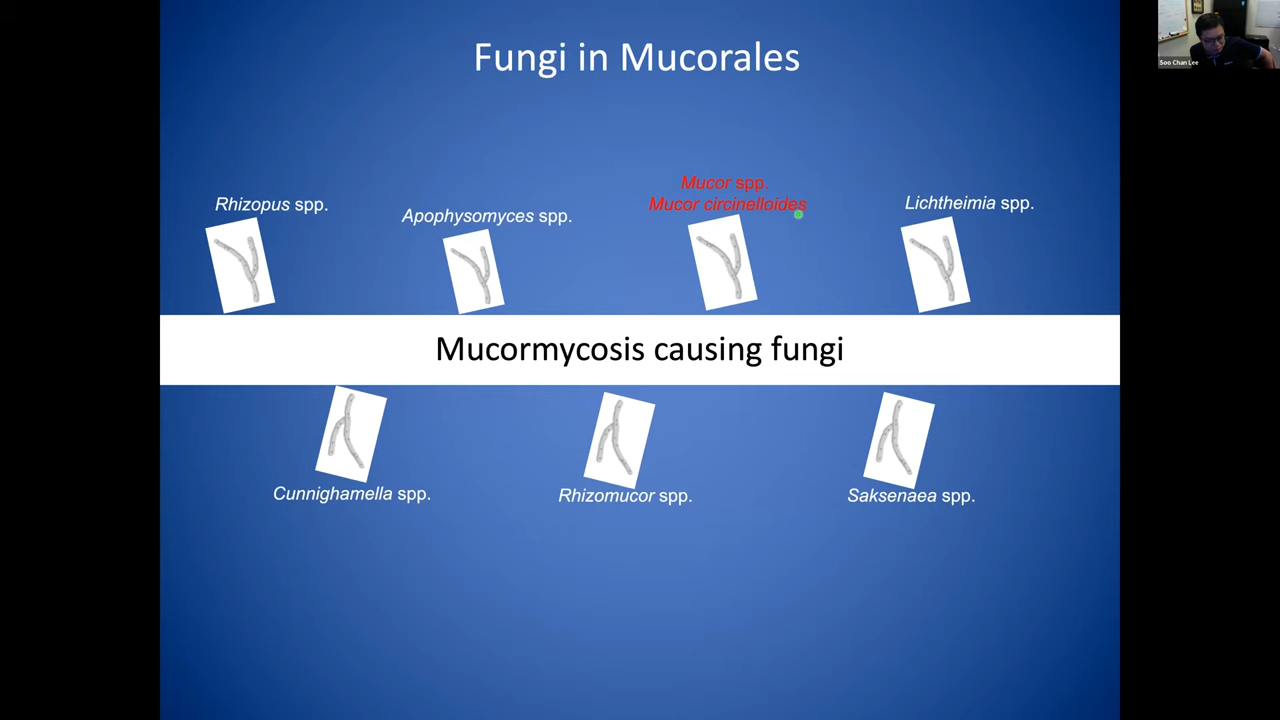 Fungi in Mucorales
Soo Chan Lee
Mucor spp.
Rhizopus spp.
Apophysomyces spp.
Mucor circinelloides
Lichtheimia spp.
Mucormycosis causing fungi
Cunnighamella spp.
Rhizomucor spp.
Saksenaea spp.